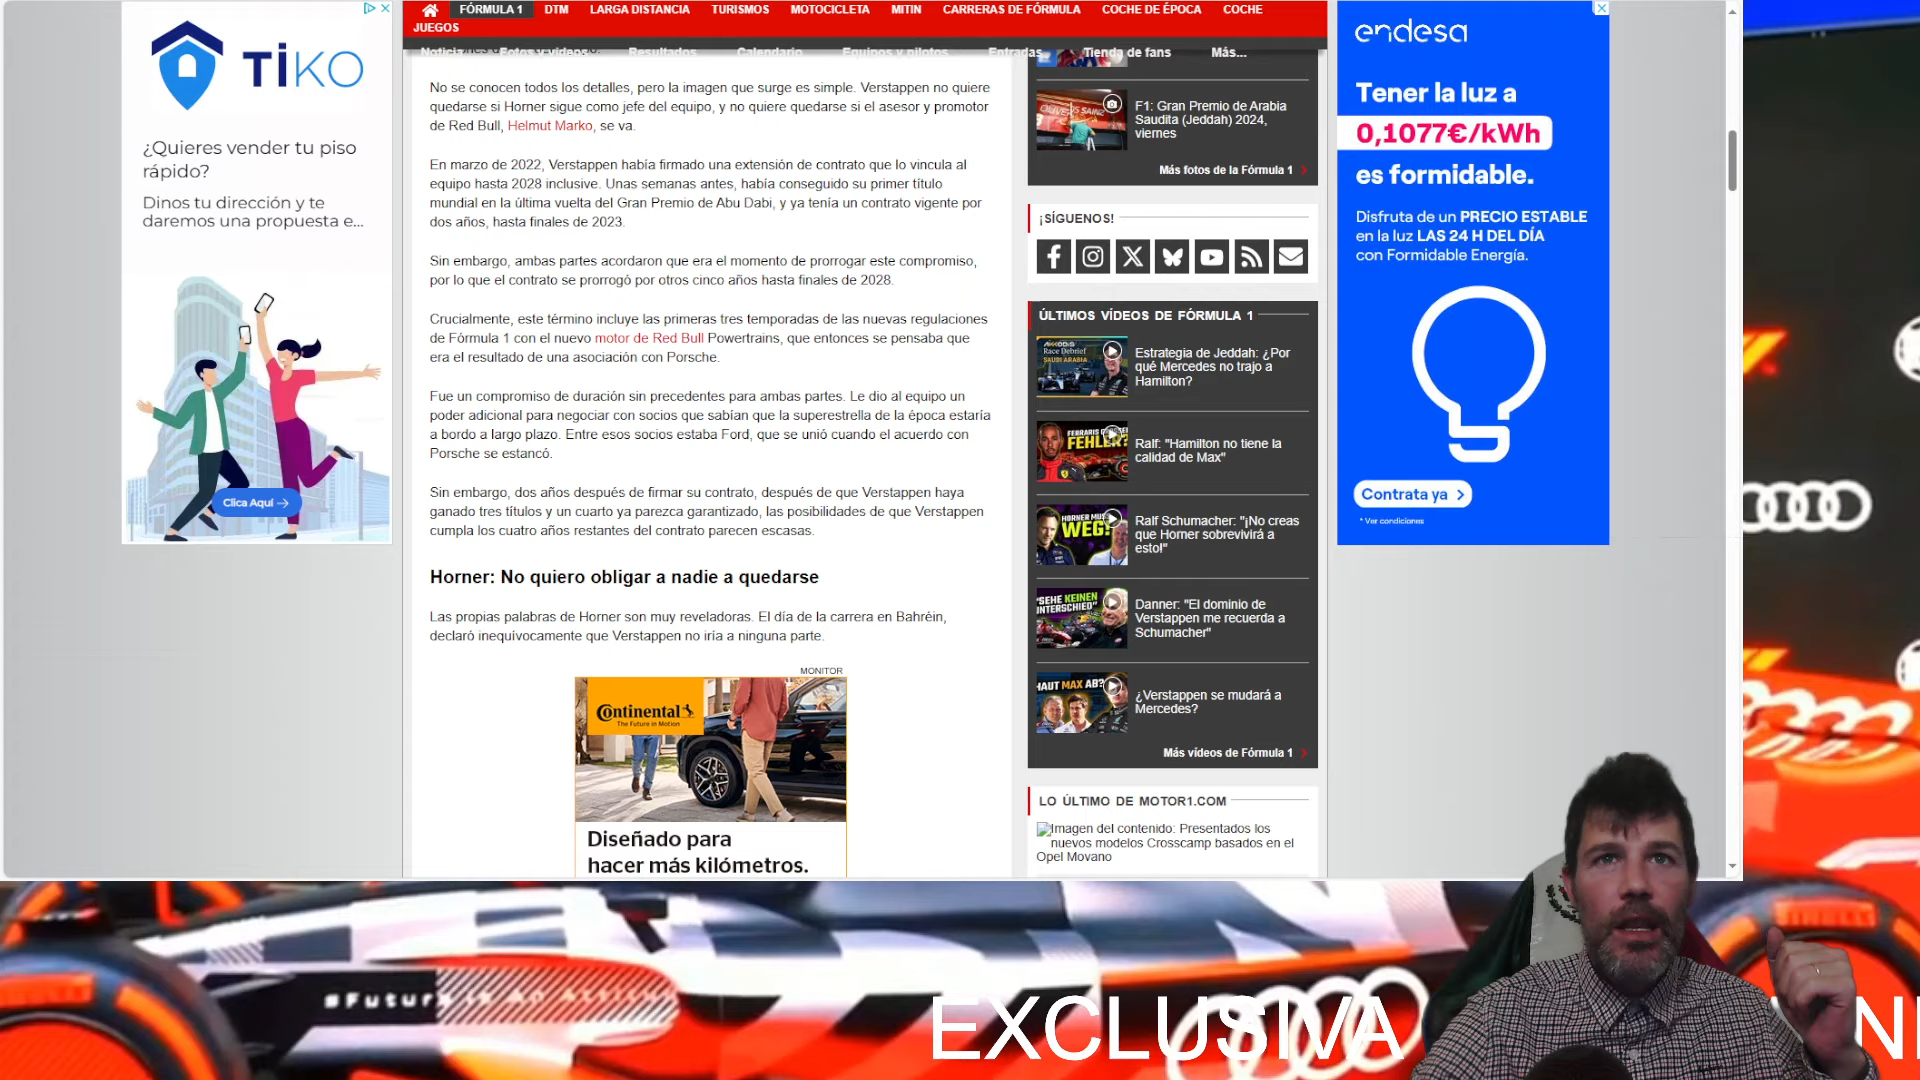 TiKO
¿Quieres vender tu piso
rápido?
Dinos tu dirección y te
daremos una propuesta e...
Clica Aquí
FÓRMULA 1 DTM LARGA DISTANCIA TURISMOS MOTOCICLETA MITIN CARRERAS DE FÓRMULA COCHE DE ÉPOCA COCHE
JUEGOS
Noticias Fotos y vídeos Resultados Calendario Equipos y pilotos Entradas Tienda de fans Más...
No se conocen todos los detalles, pero la imagen que surge es simple. Verstappen no quiere
quedarse si Horner sigue como jefe del equipo, y no quiere quedarse si el asesor y promotor
de Red Bull, Helmut Marko, se va.
En marzo de 2022, Verstappen había firmado una extensión de contrato que lo vincula al
equipo hasta 2028 inclusive. Unas semanas antes, había conseguido su primer título
mundial en la última vuelta del Gran Premio de Abu Dabi, y ya tenía un contrato vigente por
dos años, hasta finales de 2023.
Sin embargo, ambas partes acordaron que era el momento de prorrogar este compromiso,
por lo que el contrato se prorrogó por otros cinco años hasta finales de 2028.
Crucialmente, este término incluye las primeras tres temporadas de las nuevas regulaciones
de Fórmula 1 con el nuevo motor de Red Bull Powertrains, que entonces se pensaba que
era el resultado de una asociación con Porsche.
Fue un compromiso de duración sin precedentes para ambas partes. Le dio al equipo un
poder adicional para negociar con socios que sabían que la superestrella de la época estaría
a bordo a largo plazo. Entre esos socios estaba Ford, que se unió cuando el acuerdo con
Porsche se estancó.
Sin embargo, dos años después de firmar su contrato, después de que Verstappen haya
ganado tres títulos y un cuarto ya parezca garantizado, las posibilidades de que Verstappen
cumpla los cuatro años restantes del contrato parecen escasas.
Horner: No quiero obligar a nadie a quedarse
Las propias palabras de Horner son muy reveladoras. El día de la carrera en Bahréin,
declaró inequívocamente que Verstappen no iría a ninguna parte.
MONITOR
Continental
The Future in Motion
Diseñado para
hacer más kilómetros.
F1: Gran Premio de Arabia
Saudita (Jeddah) 2024,
viernes
Más fotos de la Fórmula 1
¡SÍGUENOS!
ÚLTIMOS VÍDEOS DE FÓRMULA 1
Race Debrief
SAUDI ARABIA
Estrategia de Jeddah: ¿Por
qué Mercedes no trajo a
Hamilton?
FEHLER?
Ralf: "Hamilton no tiene la
calidad de Max"
HORNER MUSS
WEG!
Ralf Schumacher: "¡No creas
que Horner sobrevivirá a
esto!"
"SEHE KEINEN
UNTERSCHIED"
Danner: "El dominio de
Verstappen me recuerda a
Schumacher"
HAUT MAX AB?
¿Verstappen se mudará a
Mercedes?
Más vídeos de Fórmula 1
LO ÚLTIMO DE MOTOR1.COM
Imagen del contenido: Presentados los
nuevos modelos Crosscamp basados en el
Opel Movano
endesa
Tener la luz a
0,1077€/kWh
es formidable.
Disfruta de un PRECIO ESTABLE
en la luz LAS 24 H DEL DÍA
con Formidable Energía.
Contrata ya
* Ver condiciones
EXCLUSIVA